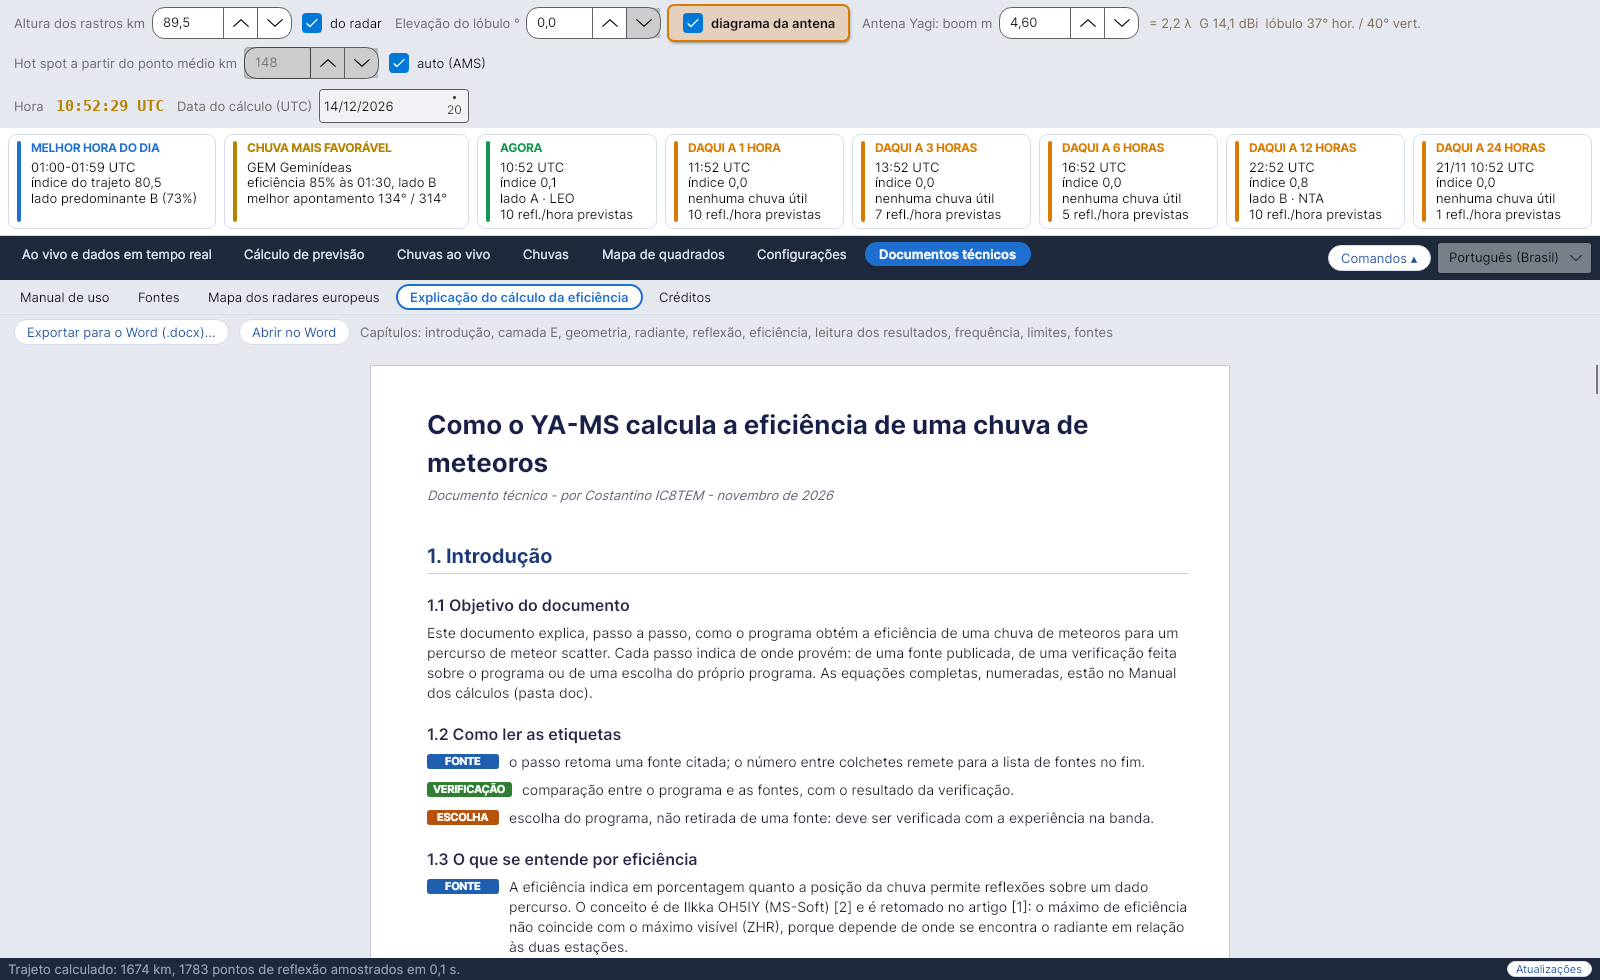 Altura dos rastros km 89,5 do radar Elevação do lóbulo ° 0,0 diagrama da antena Antena Yagi: boom m 4,60 = 2,2 λ G 14,1 dBi lóbulo 37° hor. / 40° vert.
Hot spot a partir do ponto médio km 148 auto (AMS)
Hora 10:52:29 UTC Data do cálculo (UTC) 14/12/2026 20
MELHOR HORA DO DIA
01:00-01:59 UTC
índice do trajeto 80,5
lado predominante B (73%)
CHUVA MAIS FAVORÁVEL
GEM Geminídeas
eficiência 85% às 01:30, lado B
melhor apontamento 134° / 314°
AGORA
10:52 UTC
índice 0,1
lado A · LEO
10 refl./hora previstas
DAQUI A 1 HORA
11:52 UTC
índice 0,0
nenhuma chuva útil
10 refl./hora previstas
DAQUI A 3 HORAS
13:52 UTC
índice 0,0
nenhuma chuva útil
7 refl./hora previstas
DAQUI A 6 HORAS
16:52 UTC
índice 0,0
nenhuma chuva útil
5 refl./hora previstas
DAQUI A 12 HORAS
22:52 UTC
índice 0,8
lado B · NTA
10 refl./hora previstas
DAQUI A 24 HORAS
21/11 10:52 UTC
índice 0,0
nenhuma chuva útil
1 refl./hora previstas
Ao vivo e dados em tempo real Cálculo de previsão Chuvas ao vivo Chuvas Mapa de quadrados Configurações Documentos técnicos Comandos ▴ Português (Brasil)
Manual de uso Fontes Mapa dos radares europeus Explicação do cálculo da eficiência Créditos
Exportar para o Word (.docx)... Abrir no Word Capítulos: introdução, camada E, geometria, radiante, reflexão, eficiência, leitura dos resultados, frequência, limites, fontes
Como o YA-MS calcula a eficiência de uma chuva de
meteoros
Documento técnico - por Costantino IC8TEM - novembro de 2026
1. Introdução
1.1 Objetivo do documento
Este documento explica, passo a passo, como o programa obtém a eficiência de uma chuva de meteoros para um
percurso de meteor scatter. Cada passo indica de onde provém: de uma fonte publicada, de uma verificação feita
sobre o programa ou de uma escolha do próprio programa. As equações completas, numeradas, estão no Manual
dos cálculos (pasta doc).
1.2 Como ler as etiquetas
FONTE o passo retoma uma fonte citada; o número entre colchetes remete para a lista de fontes no fim.
VERIFICAÇÃO comparação entre o programa e as fontes, com o resultado da verificação.
ESCOLHA escolha do programa, não retirada de uma fonte: deve ser verificada com a experiência na banda.
1.3 O que se entende por eficiência
FONTE A eficiência indica em porcentagem quanto a posição da chuva permite reflexões sobre um dado
percurso. O conceito é de Ilkka OH5IY (MS-Soft) [2] e é retomado no artigo [1]: o máximo de eficiência
não coincide com o máximo visível (ZHR), porque depende de onde se encontra o radiante em relação
às duas estações.
Trajeto calculado: 1674 km, 1783 pontos de reflexão amostrados em 0,1 s. Atualizações